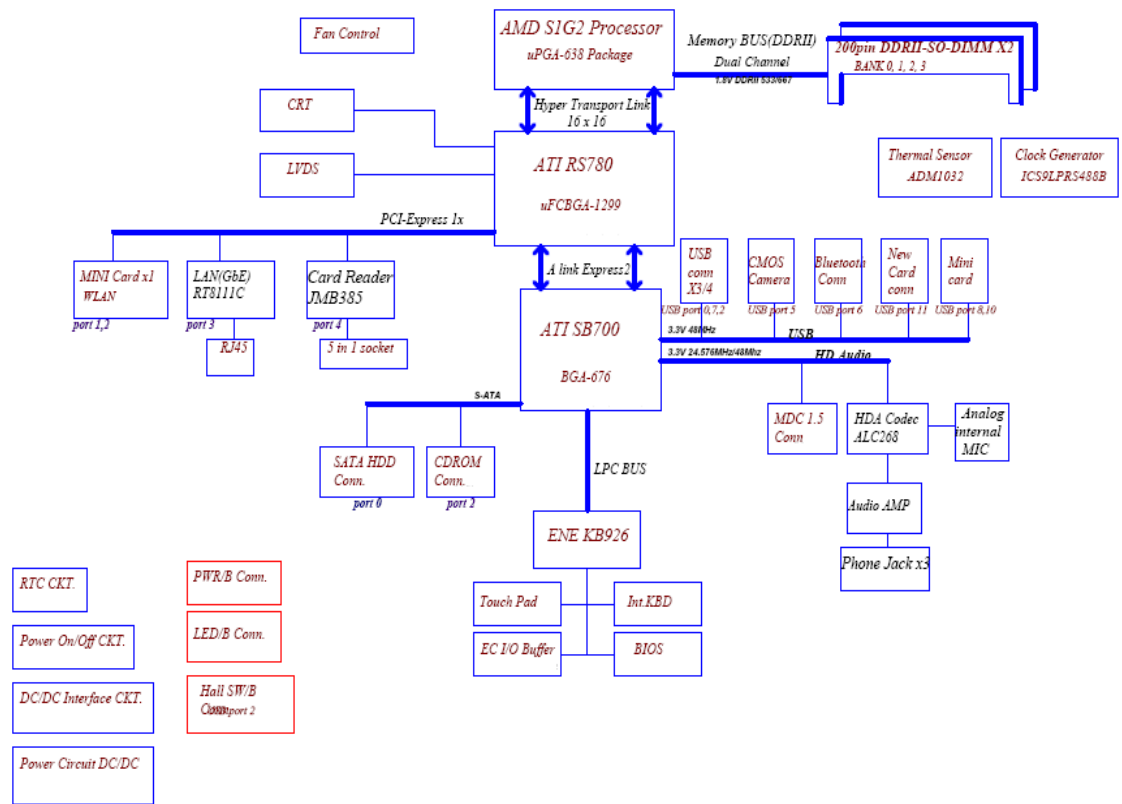 Fan Control
AMD S1G2 Processor
uPGA-638 Package
Memory BUS(DDRII)
Dual Channel
1.8V DDRII 533/667
200pin DDRII-SO-DIMM X2
BANK 0, 1, 2, 3
Hyper Transport Link
16 x 16
CRT
LVDS
ATI RS780
uFCBGA-1299
Thermal Sensor
ADM1032
Clock Generator
ICS9LPRS488B
PCI-Express 1x
A link Express2
MINI Card x1
WLAN
port 1,2
LAN(GbE)
RT8111C
port 3
RJ45
Card Reader
JMB385
port 4
5 in 1 socket
USB
conn
X3/4
USB port 0,7,2
CMOS
Camera
USB port 5
Bluetooth
Conn
USB port 6
New
Card
conn
USB port 11
Mini
card
USB port 8,10
ATI SB700
BGA-676
3.3V 48MHz
USB
3.3V 24.576MHz/48Mhz
HD Audio
S-ATA
SATA HDD
Conn.
port 0
CDROM
Conn.
port 2
LPC BUS
MDC 1.5
Conn
HDA Codec
ALC268
Analog
internal
MIC
Audio AMP
Phone Jack x3
ENE KB926
Touch Pad
Int.KBD
EC I/O Buffer
BIOS
RTC CKT.
Power On/Off CKT.
DC/DC Interface CKT.
Power Circuit DC/DC
PWR/B Conn.
LED/B Conn.
Hall SW/B
port 2